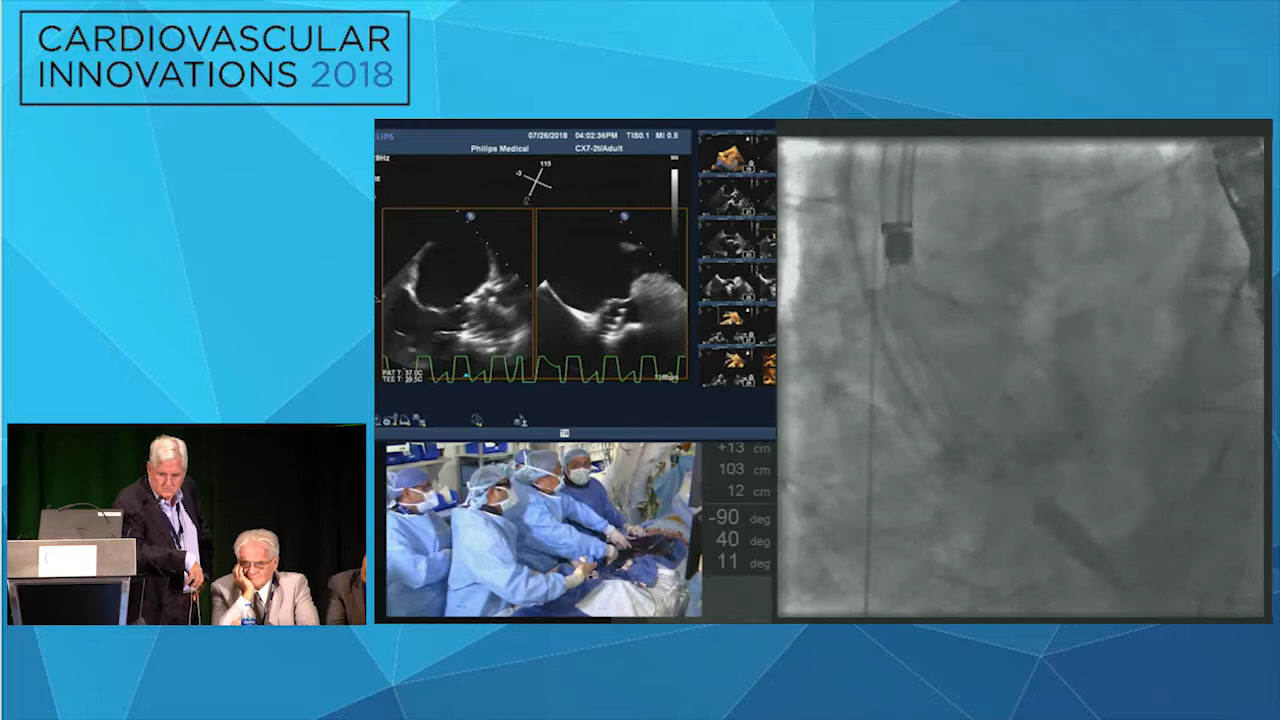 CARDIOVASCULAR
INNOVATIONS 2018
07/26/2018 04:02:36PM TIS0.1 MI 0.5
Philips Medical CX7-2t/Adult
M4
115
PAT T: 37.0C
TEE T: 39.5C
+13 cm
103 cm
12 cm
-90 deg
40 deg
11 deg